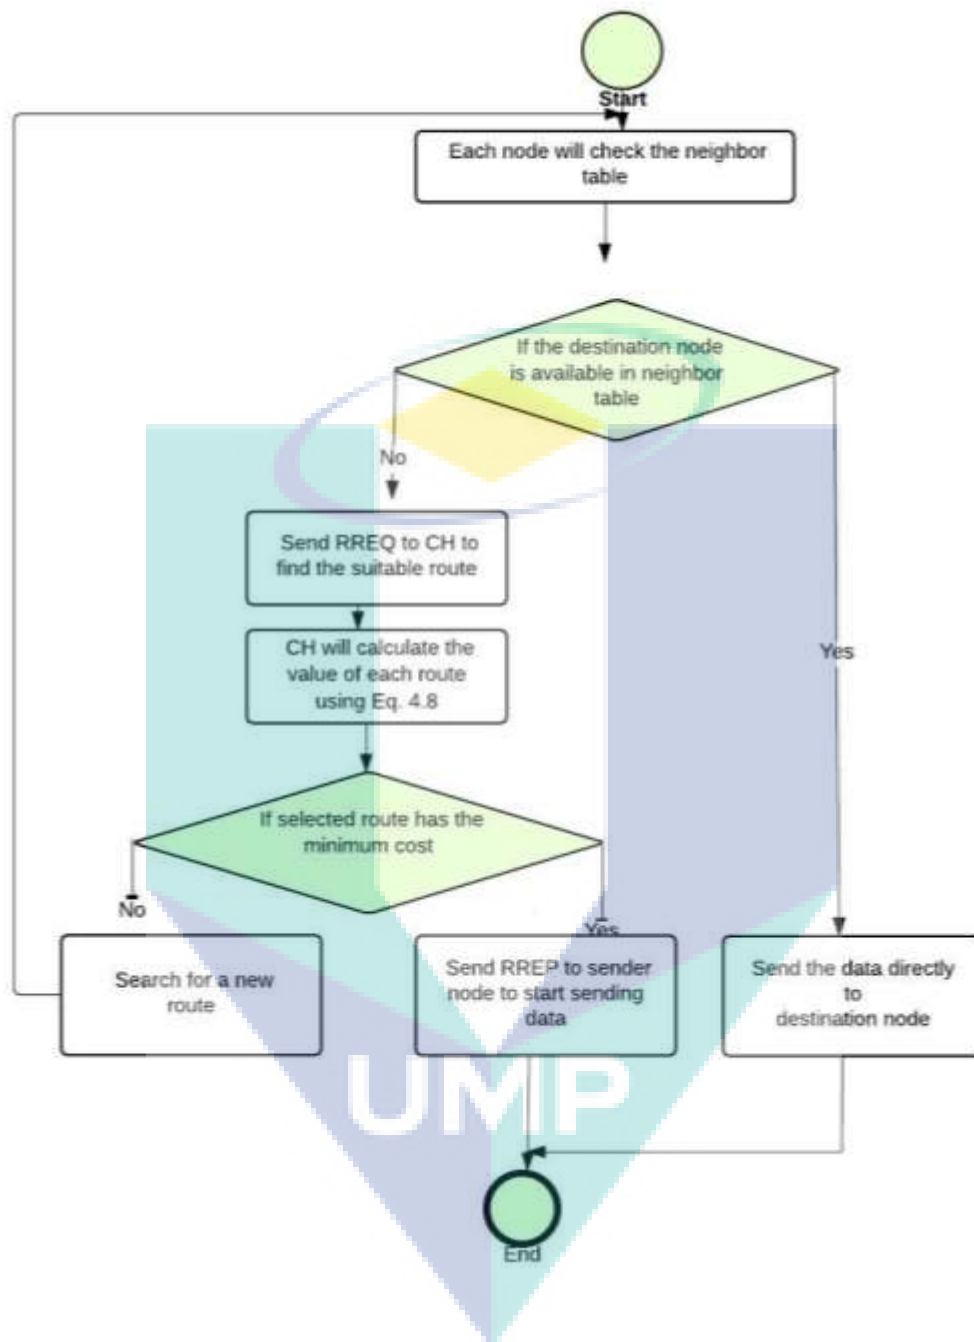 Start
Each node will check the neighbor
table
If the destination node
is available in neighbor
table
No
Send RREQ to CH to
find the suitable route
CH will calculate the
value of each route
using Eq. 4.8
Yes
If selected route has the
minimum cost
No
Yes
Search for a new
route
Send RREP to sender
node to start sending
data
Send the data directly
to
destination node
UMP
End